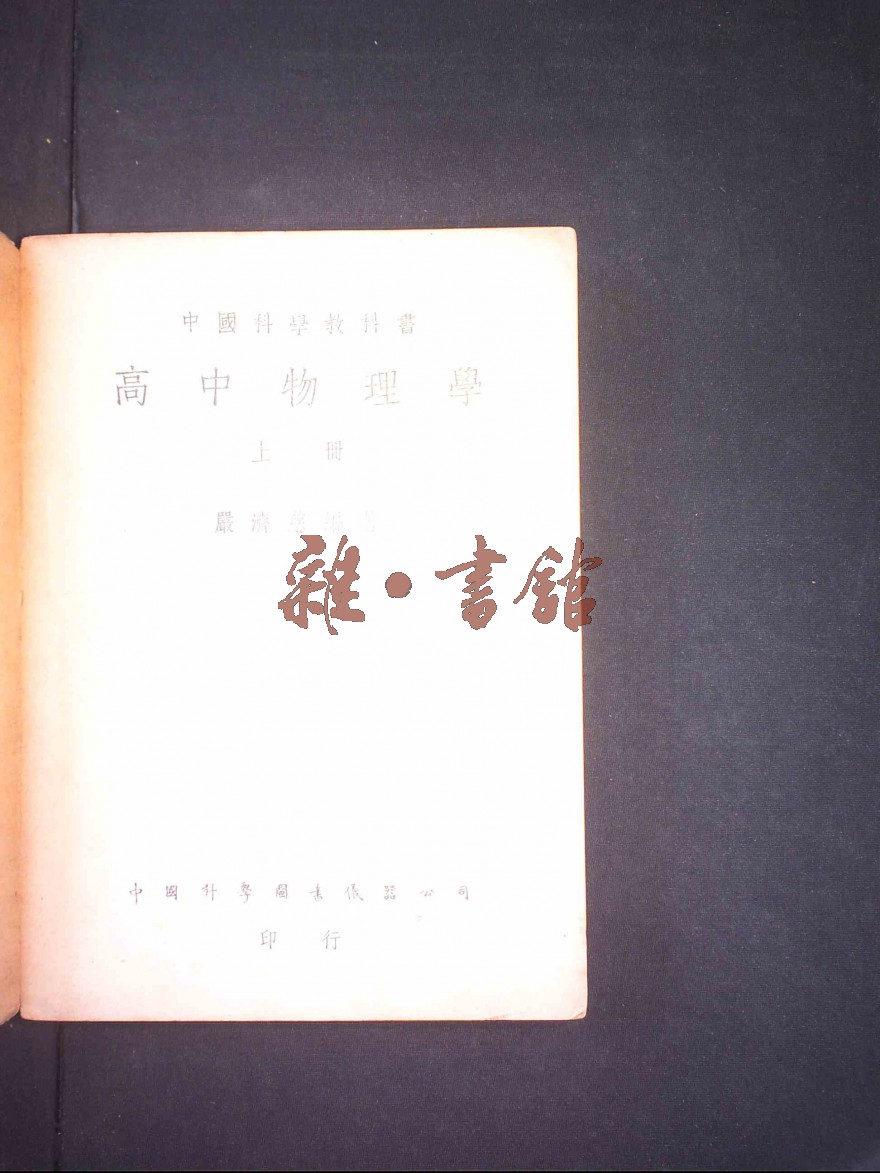 中國科學教科書
高中物理學
上冊
嚴濟慈編著
雜·書館
中國科學圖書儀器公司
印行